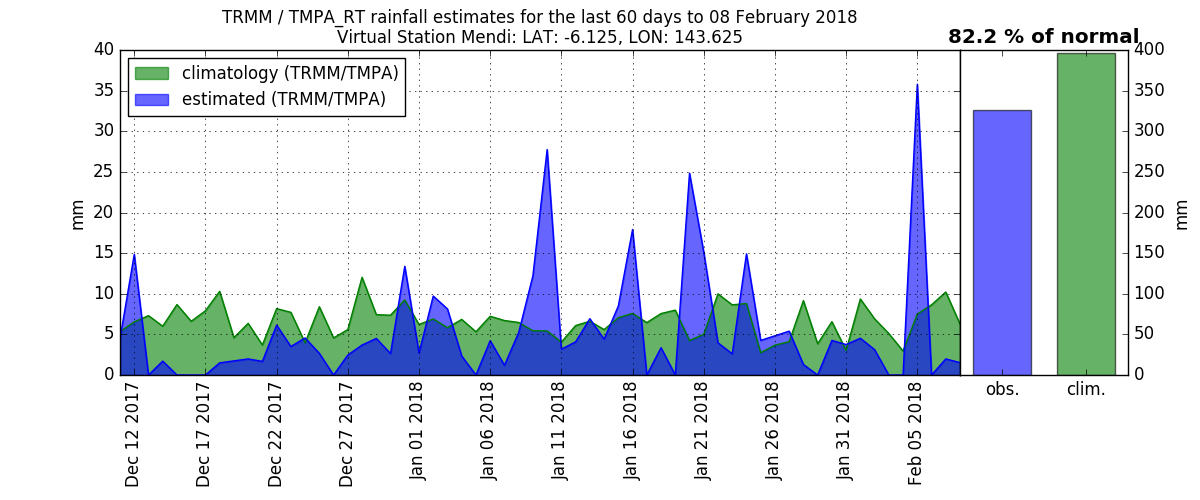 TRMM / TMPA_RT rainfall estimates for the last 60 days to 08 February 2018
Virtual Station Mendi: LAT: -6.125, LON: 143.625
82.2 % of normal
climatology (TRMM/TMPA)
estimated (TRMM/TMPA)
40
35
30
25
20
15
10
5
0
mm
400
350
300
250
200
150
100
50
0
mm
Dec 12 2017
Dec 17 2017
Dec 22 2017
Dec 27 2017
Jan 01 2018
Jan 06 2018
Jan 11 2018
Jan 16 2018
Jan 21 2018
Jan 26 2018
Jan 31 2018
Feb 05 2018
obs.
clim.